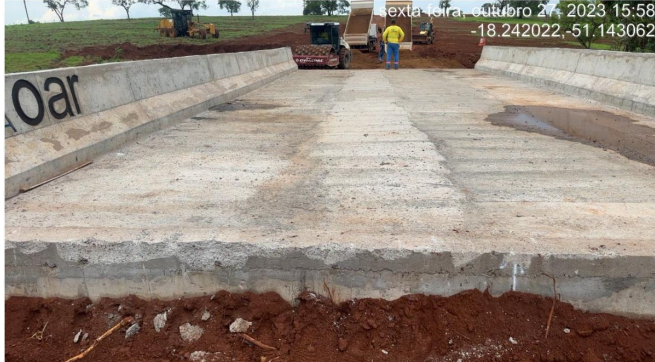 sexta-feira, outubro 27, 2023 15:58
-18.242022,-51.143062
oar